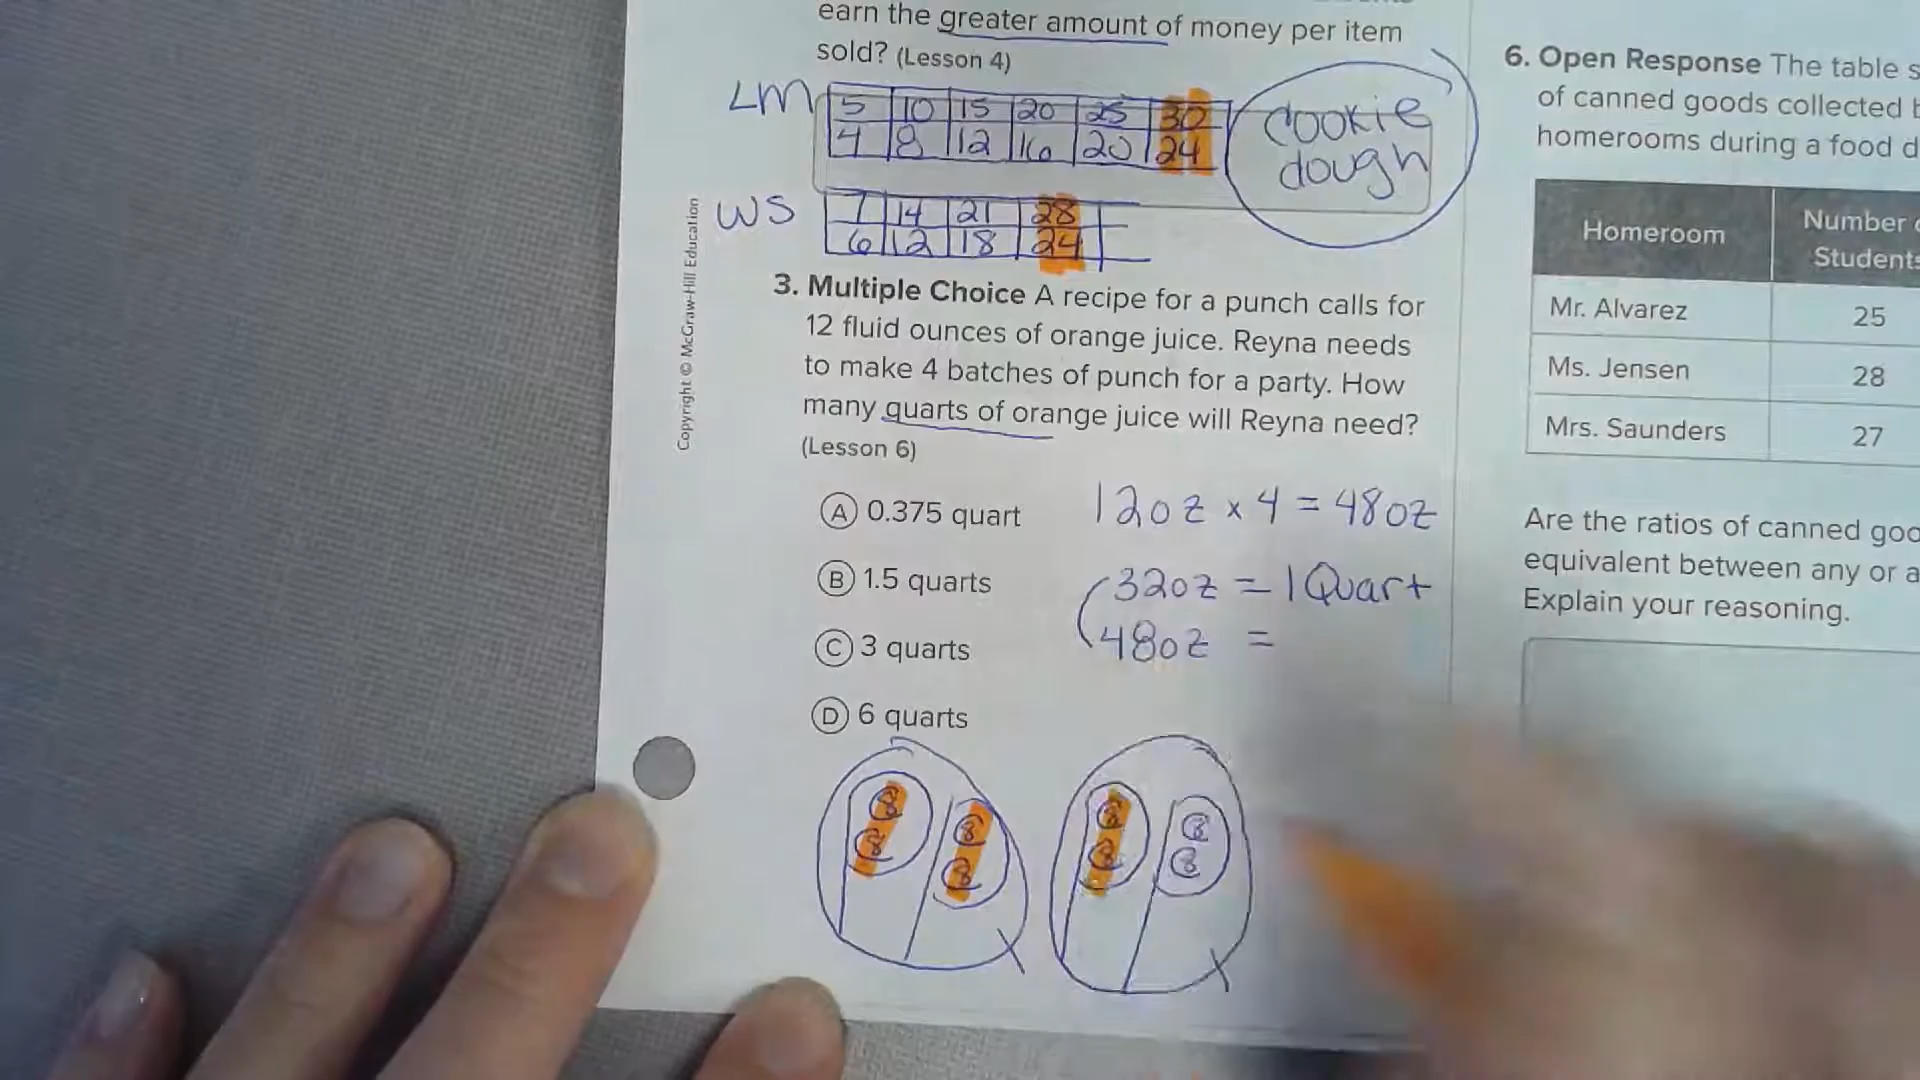 earn the greater amount of money per item
sold? (Lesson 4)
LM
5 10 15 20 25 30
4 8 12 16 20 24
cookie
dough
WS
7 14 21 28
6 12 18 24
Copyright © McGraw-Hill Education
3. Multiple Choice A recipe for a punch calls for
12 fluid ounces of orange juice. Reyna needs
to make 4 batches of punch for a party. How
many quarts of orange juice will Reyna need?
(Lesson 6)
A 0.375 quart
B 1.5 quarts
C 3 quarts
D 6 quarts
12oz x 4 = 48oz
32oz = 1 Quart
48oz =
8 8
8 8
8 8
8 8
6. Open Response The table
of canned goods collected
homerooms during a food
Homeroom Number
Students
Mr. Alvarez 25
Ms. Jensen 28
Mrs. Saunders 27
Are the ratios of canned
equivalent between any or
Explain your reasoning.